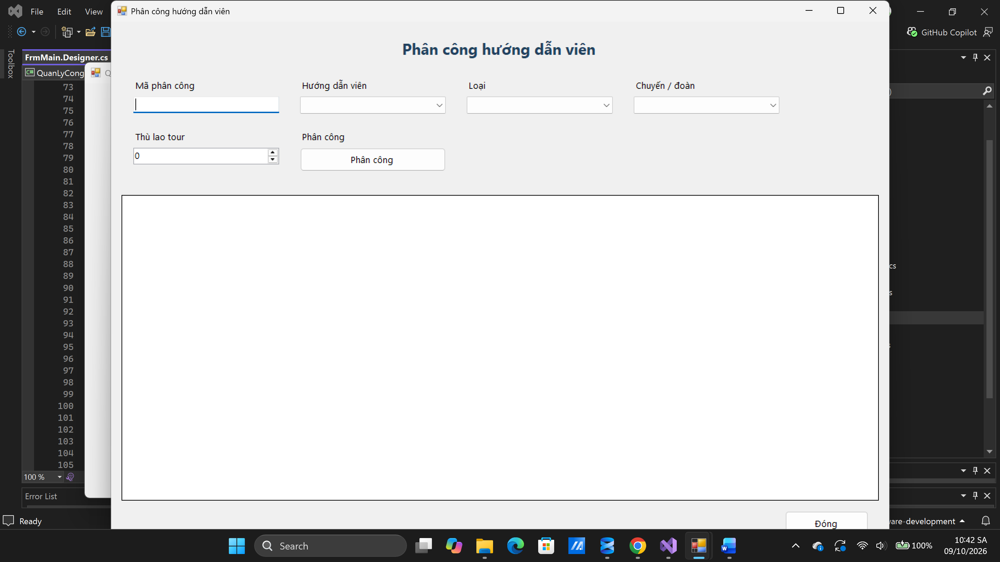 File Edit View
Phân công hướng dẫn viên
GitHub Copilot
Toolbox
FrmMain.Designer.cs
C# QuanLyCong
Q
Phân công hướng dẫn viên
Mã phân công
Hướng dẫn viên
Loại
Chuyến / đoàn
Thù lao tour
Phân công
0
Phân công
73
74
75
76
77
78
79
80
81
82
83
84
85
86
87
88
89
90
91
92
93
94
95
96
97
98
99
100
101
102
103
104
105
cs
s
s
100 %
Error List
Ready
Đóng
are-development
Search
100%
10:42 SA
09/10/2026